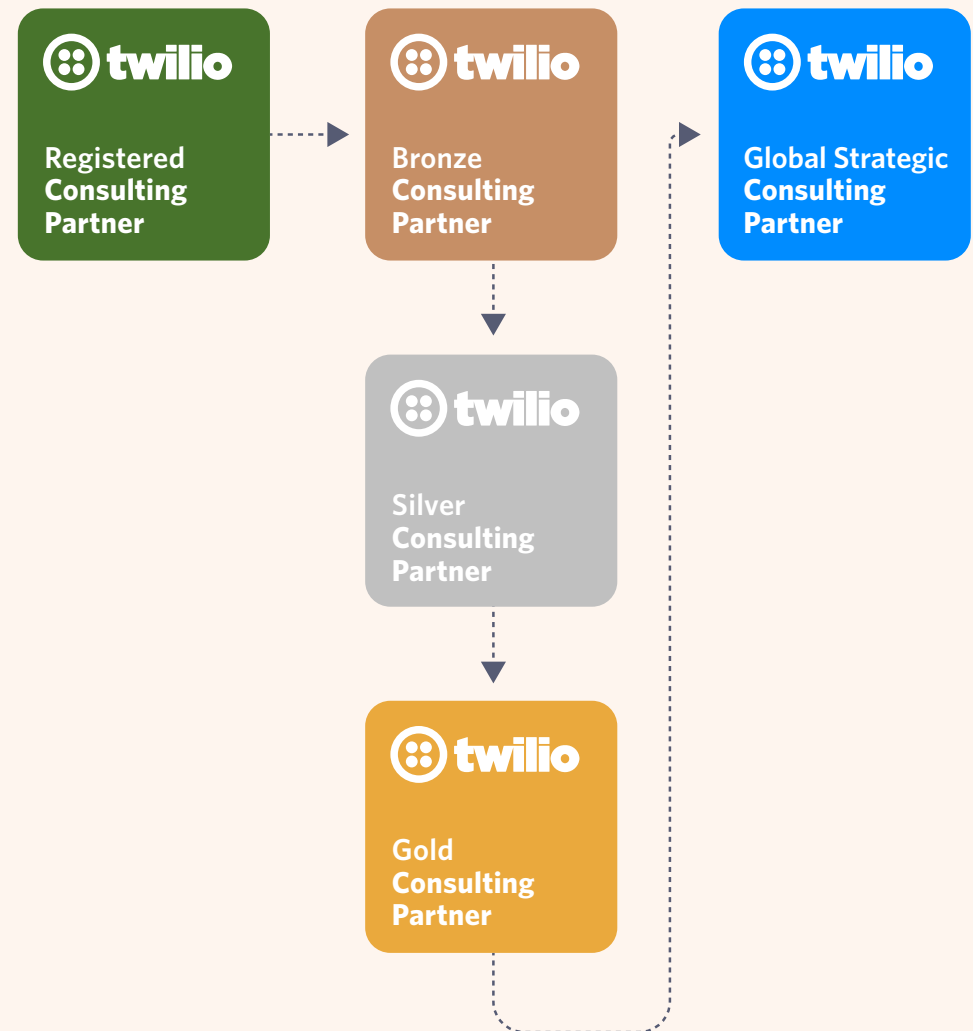 twilio
Registered
Consulting
Partner
twilio
Bronze
Consulting
Partner
twilio
Silver
Consulting
Partner
twilio
Gold
Consulting
Partner
twilio
Global Strategic
Consulting
Partner